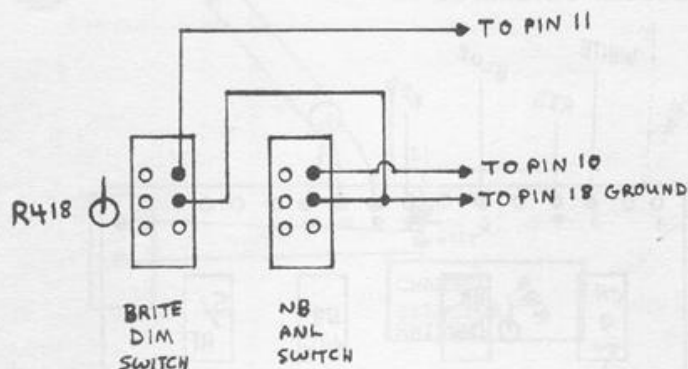 TO PIN 11
TO PIN 10
TO PIN 18 GROUND
R418
BRITE
DIM
SWITCH
NB
ANL
SWITCH